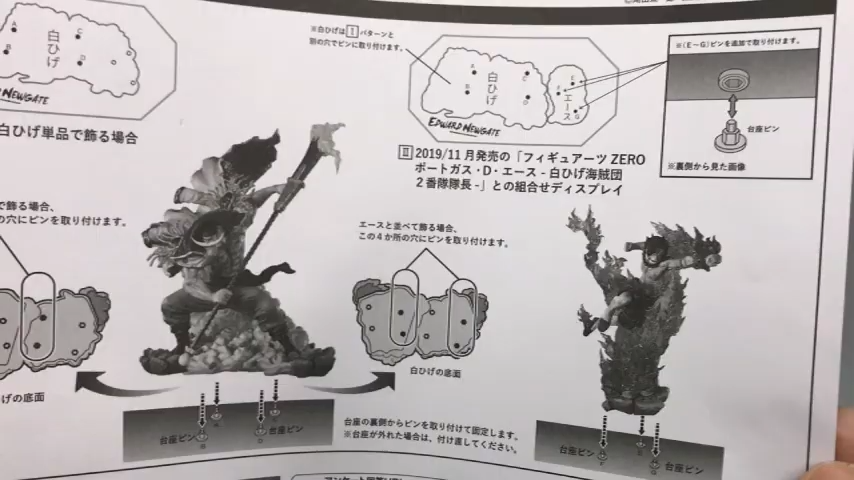 A
B
C
D
白ひげ
EDWARD NEWGATE
白ひげ単品で飾る場合
で飾る場合、
の穴にピンを取り付けます。
げの底面
※白ひげは Ⅰ パターンと
別の穴でピンに取り付けます。
A
B
C
D
白ひげ
E
F
G
エース
EDWARD NEWGATE
Ⅱ 2019/11月発売の「フィギュアーツ ZERO
ポートガス・D・エース - 白ひげ海賊団
2番隊隊長 -」との組合せディスプレイ
※(E~G)ピンを追加で取り付けます。
台座ピン
※裏側から見た画像
エースと並べて飾る場合、
この4か所の穴にピンを取り付けます。
白ひげの底面
台座ピン
台座ピン
台座の裏側からピンを取り付けて固定します。
※台座が外れた場合は、付け直してください。
台座ピン
台座ピン